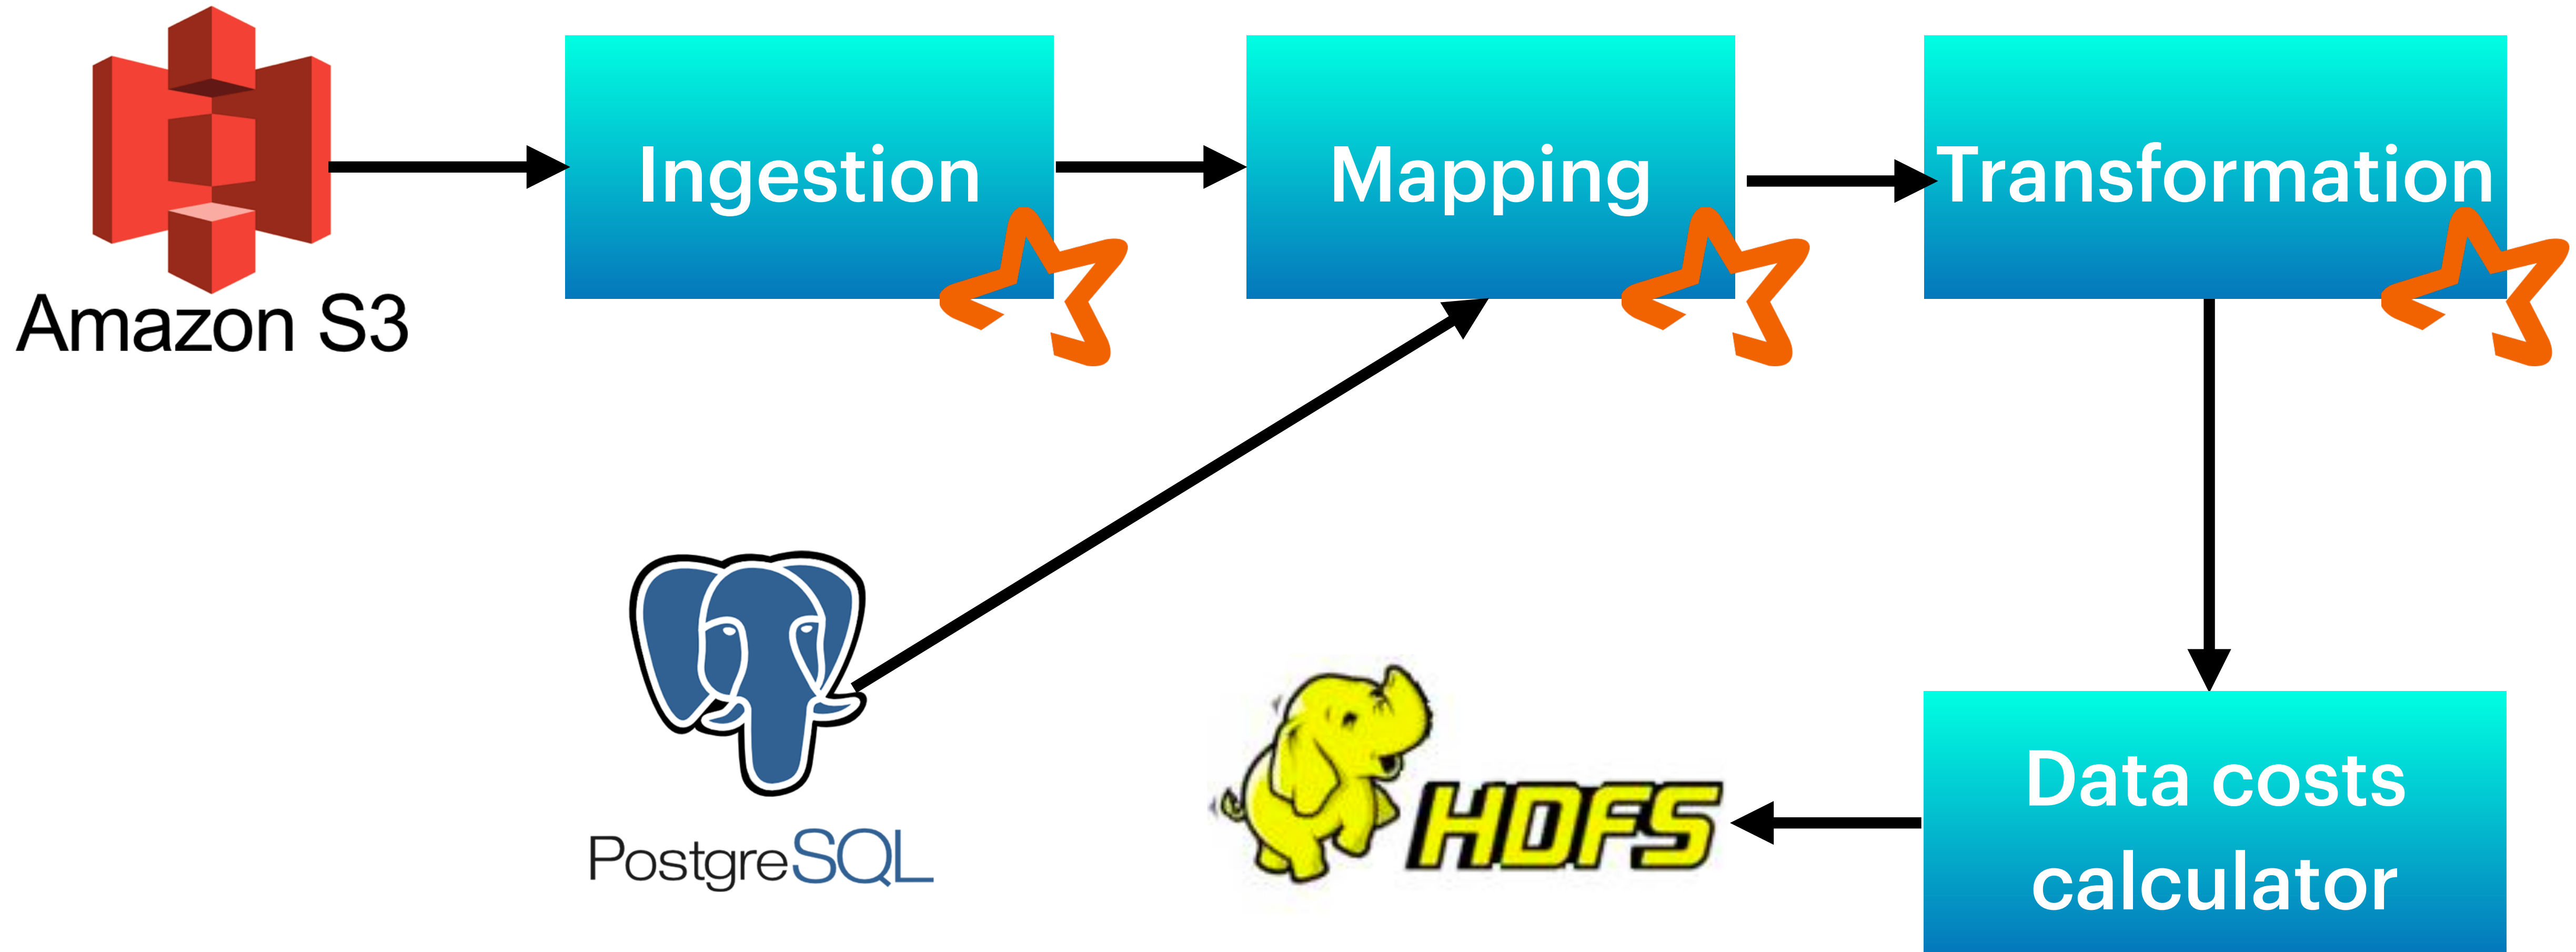 Amazon S3
Ingestion
Mapping
Transformation
PostgreSQL
HDFS
Data costs
calculator